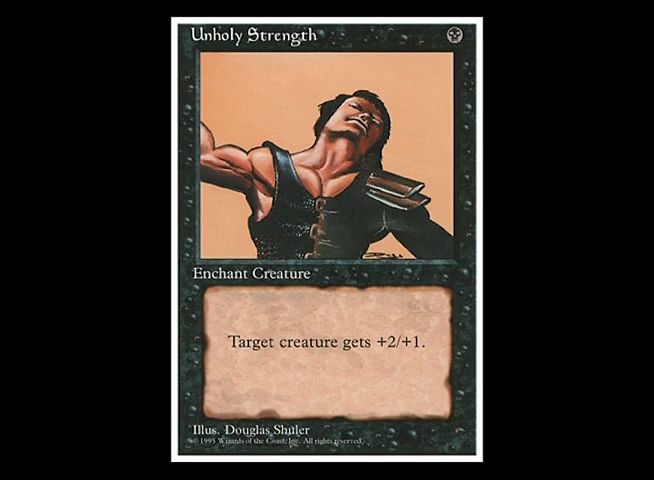 Unholy Strength
Enchant Creature
Target creature gets +2/+1.
Illus. Douglas Shuler
© 1995 Wizards of the Coast, Inc. All rights reserved.